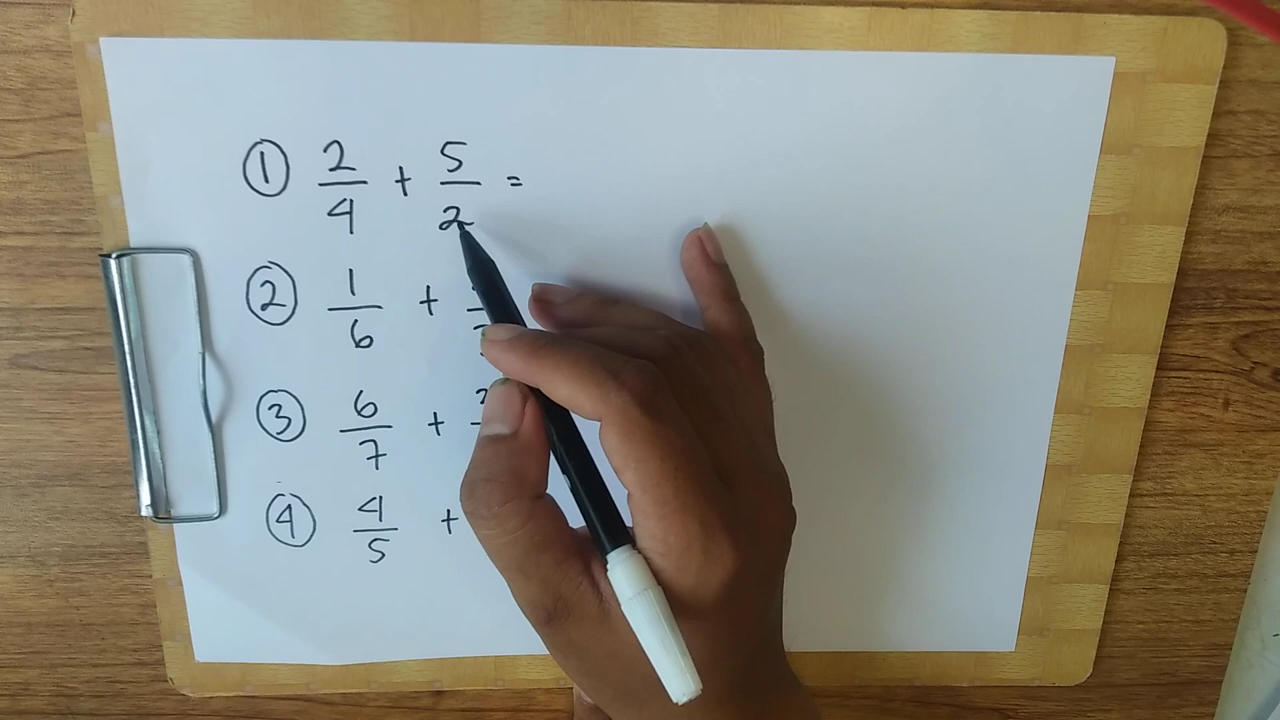 ① 2/4 + 5/2 =
② 1/6 +
③ 6/7 +
④ 4/5 +